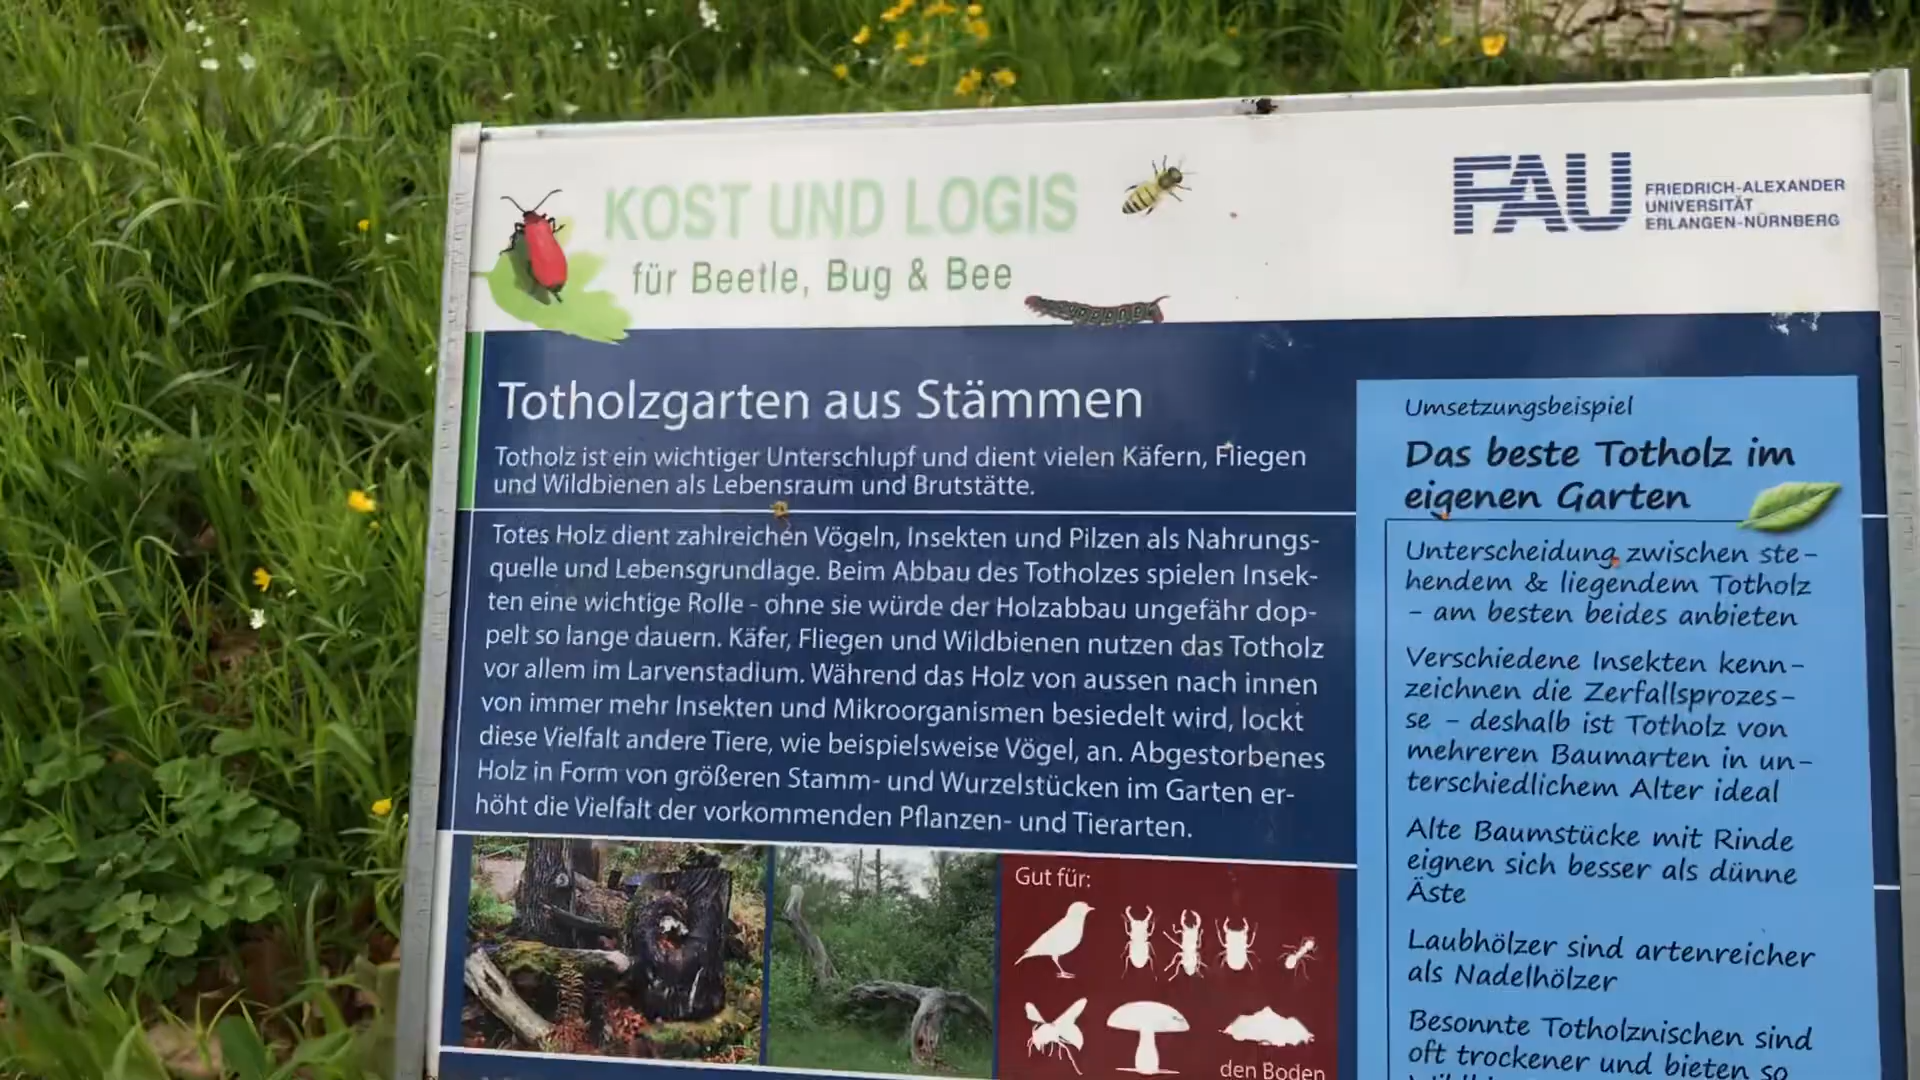 KOST UND LOGIS
für Beetle, Bug & Bee
FAU
FRIEDRICH-ALEXANDER
UNIVERSITÄT
ERLANGEN-NÜRNBERG
Totholzgarten aus Stämmen
Totholz ist ein wichtiger Unterschlupf und dient vielen Käfern, Fliegen
und Wildbienen als Lebensraum und Brutstätte.
Totes Holz dient zahlreichen Vögeln, Insekten und Pilzen als Nahrungs-
quelle und Lebensgrundlage. Beim Abbau des Totholzes spielen Insek-
ten eine wichtige Rolle - ohne sie würde der Holzabbau ungefähr dop-
pelt so lange dauern. Käfer, Fliegen und Wildbienen nutzen das Totholz
vor allem im Larvenstadium. Während das Holz von aussen nach innen
von immer mehr Insekten und Mikroorganismen besiedelt wird, lockt
diese Vielfalt andere Tiere, wie beispielsweise Vögel, an. Abgestorbenes
Holz in Form von größeren Stamm- und Wurzelstücken im Garten er-
höht die Vielfalt der vorkommenden Pflanzen- und Tierarten.
Gut für:
den Boden
Umsetzungsbeispiel
Das beste Totholz im
eigenen Garten
Unterscheidung zwischen ste-
hendem & liegendem Totholz
- am besten beides anbieten
Verschiedene Insekten kenn-
zeichnen die Zerfallsprozes-
se - deshalb ist Totholz von
mehreren Baumarten in un-
terschiedlichem Alter ideal
Alte Baumstücke mit Rinde
eignen sich besser als dünne
Äste
Laubhölzer sind artenreicher
als Nadelhölzer
Besonnte Totholznischen sind
oft trockener und bieten so